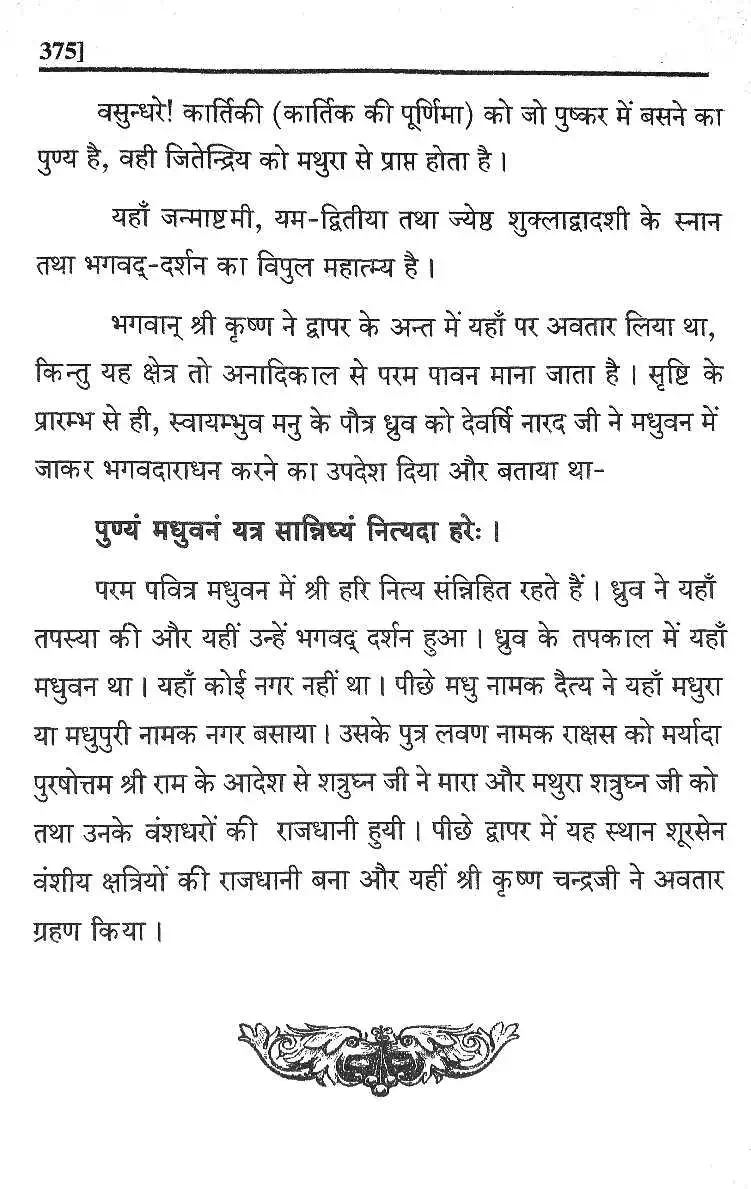 375]
वसुन्धरे! कार्तिकी (कार्तिक की पूर्णिमा) को जो पुष्कर में बसने का
पुण्य है, वही जितेन्द्रिय को मथुरा से प्राप्त होता है ।
यहाँ जन्माष्टमी, यम-द्वितीया तथा ज्येष्ठ शुक्लाद्वादशी के स्नान
तथा भगवद्-दर्शन का विपुल महात्म्य है ।
भगवान् श्री कृष्ण ने द्वापर के अन्त में यहाँ पर अवतार लिया था,
किन्तु यह क्षेत्र तो अनादिकाल से परम पावन माना जाता है । सृष्टि के
प्रारम्भ से ही, स्वायम्भुव मनु के पौत्र ध्रुव को देवर्षि नारद जी ने मधुवन में
जाकर भगवदाराधन करने का उपदेश दिया और बताया था-
पुण्यं मधुवनं यत्र सान्निध्यं नित्यदा हरेः ।
परम पवित्र मधुवन में श्री हरि नित्य संन्निहित रहते हैं । ध्रुव ने यहाँ
तपस्या की और यहीं उन्हें भगवद् दर्शन हुआ । ध्रुव के तपकाल में यहाँ
मधुवन था । यहाँ कोई नगर नहीं था । पीछे मधु नामक दैत्य ने यहाँ मधुरा
या मधुपुरी नामक नगर बसाया । उसके पुत्र लवण नामक राक्षस को मर्यादा
पुरषोत्तम श्री राम के आदेश से शत्रुघ्न जी ने मारा और मथुरा शत्रुघ्न जी को
तथा उनके वंशधरों की राजधानी हुयी । पीछे द्वापर में यह स्थान शूरसेन
वंशीय क्षत्रियों की राजधानी बना और यहीं श्री कृष्ण चन्द्रजी ने अवतार
ग्रहण किया ।